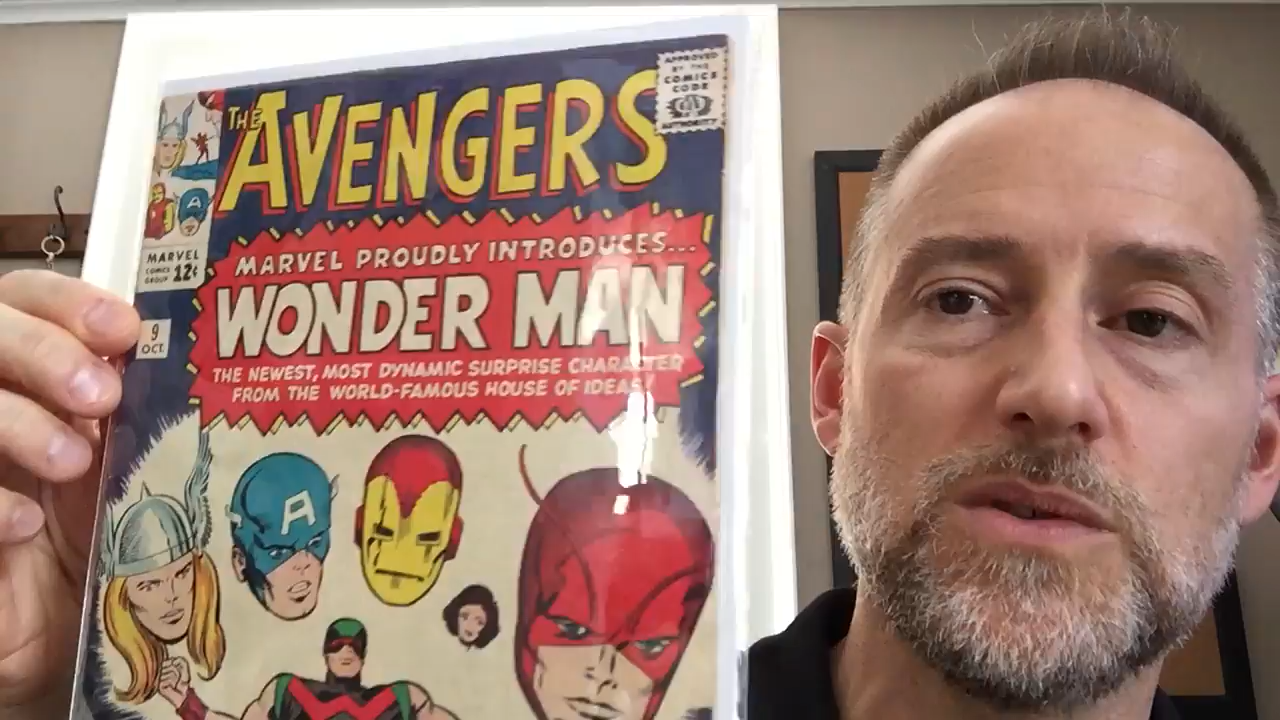 THE AVENGERS
APPROVED
BY THE
COMICS
CODE
AUTHORITY
MARVEL
COMICS
GROUP 12¢
9
OCT.
MARVEL PROUDLY INTRODUCES...
WONDER MAN
THE NEWEST, MOST DYNAMIC SURPRISE CHARACTER
FROM THE WORLD-FAMOUS HOUSE OF IDEAS!
A
A